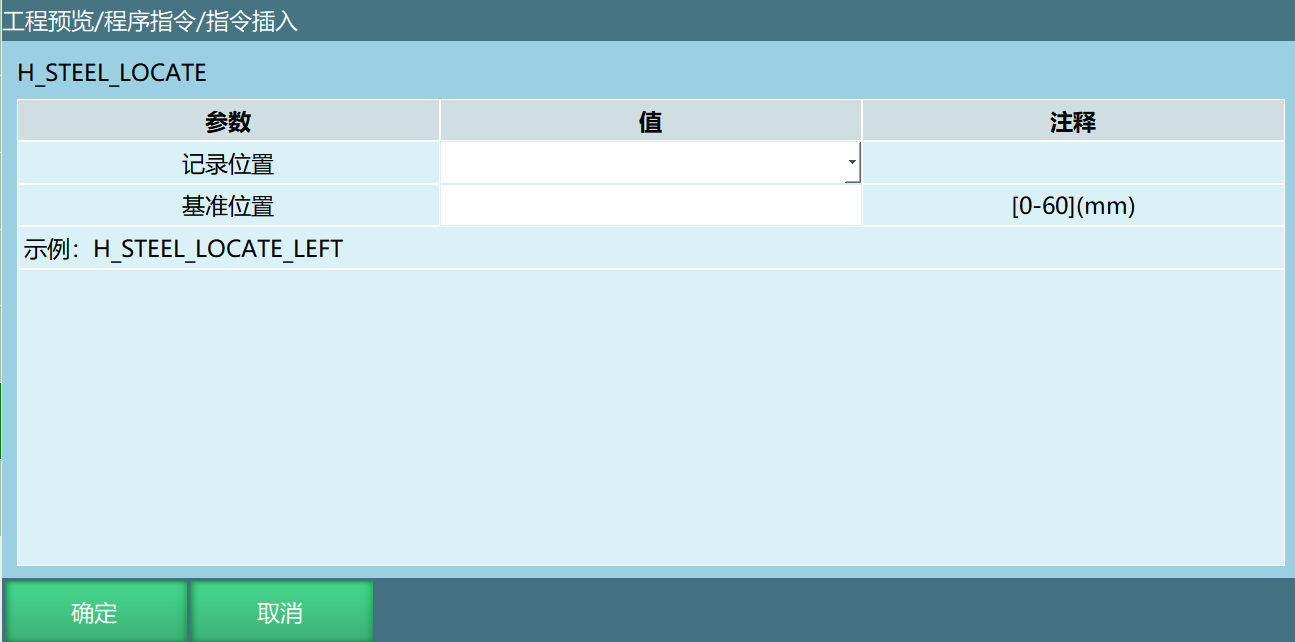 工程预览/程序指令/指令插入
H_STEEL_LOCATE
参数 值 注释
记录位置
基准位置 [0-60](mm)
示例：H_STEEL_LOCATE_LEFT
确定 取消